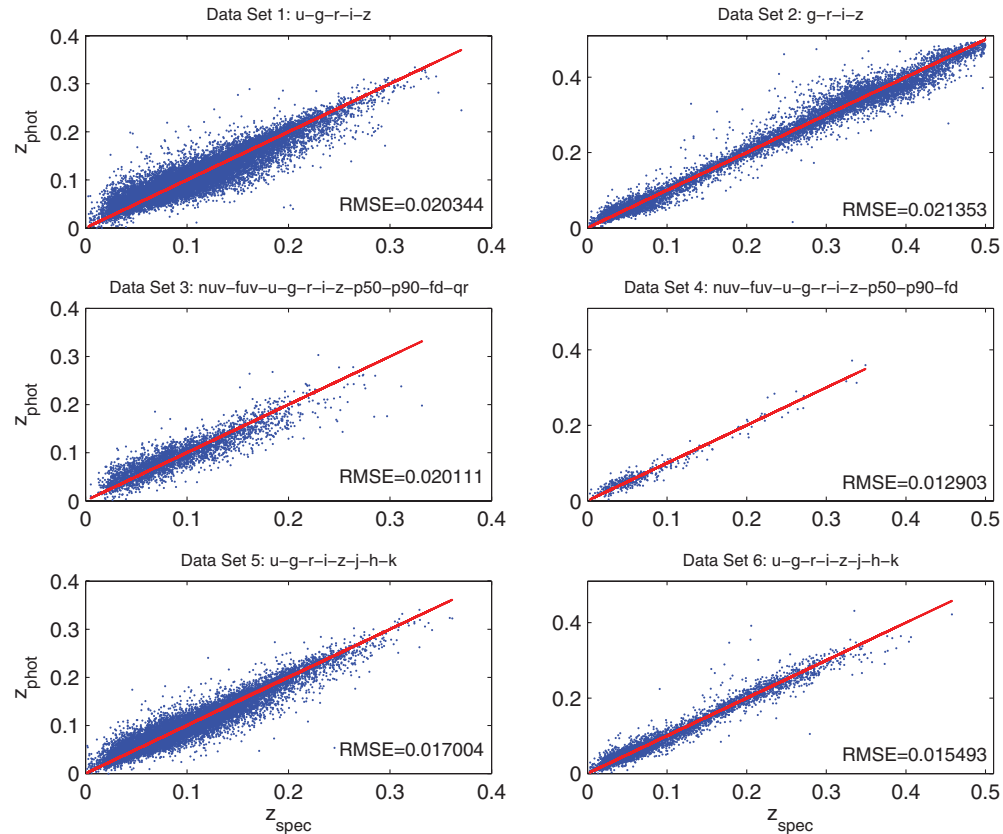 Data Set 1: u−g−r−i−z
0.4
0.3
0.2
0.1
0
z_phot
RMSE=0.020344
0 0.1 0.2 0.3 0.4
Data Set 2: g−r−i−z
0.4
0.2
0
RMSE=0.021353
0 0.1 0.2 0.3 0.4 0.5
Data Set 3: nuv−fuv−u−g−r−i−z−p50−p90−fd−qr
0.4
0.3
0.2
0.1
0
z_phot
RMSE=0.020111
0 0.1 0.2 0.3 0.4
Data Set 4: nuv−fuv−u−g−r−i−z−p50−p90−fd
0.4
0.2
0
RMSE=0.012903
0 0.1 0.2 0.3 0.4 0.5
Data Set 5: u−g−r−i−z−j−h−k
0.4
0.3
0.2
0.1
0
z_phot
RMSE=0.017004
0 0.1 0.2 0.3 0.4
z_spec
Data Set 6: u−g−r−i−z−j−h−k
0.4
0.2
0
RMSE=0.015493
0 0.1 0.2 0.3 0.4 0.5
z_spec